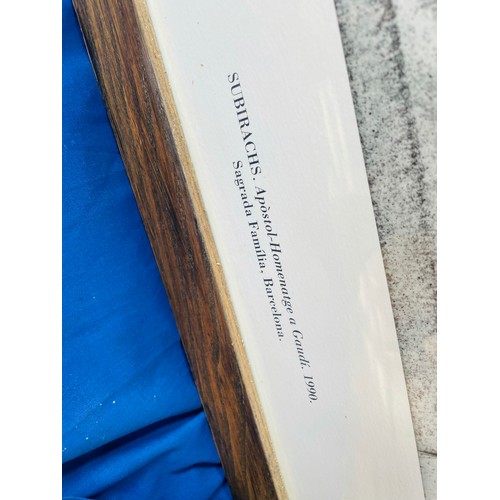 SUBIRACHS. Apòstol-Homenatge a Gaudí. 1990.
Sagrada Família, Barcelona.